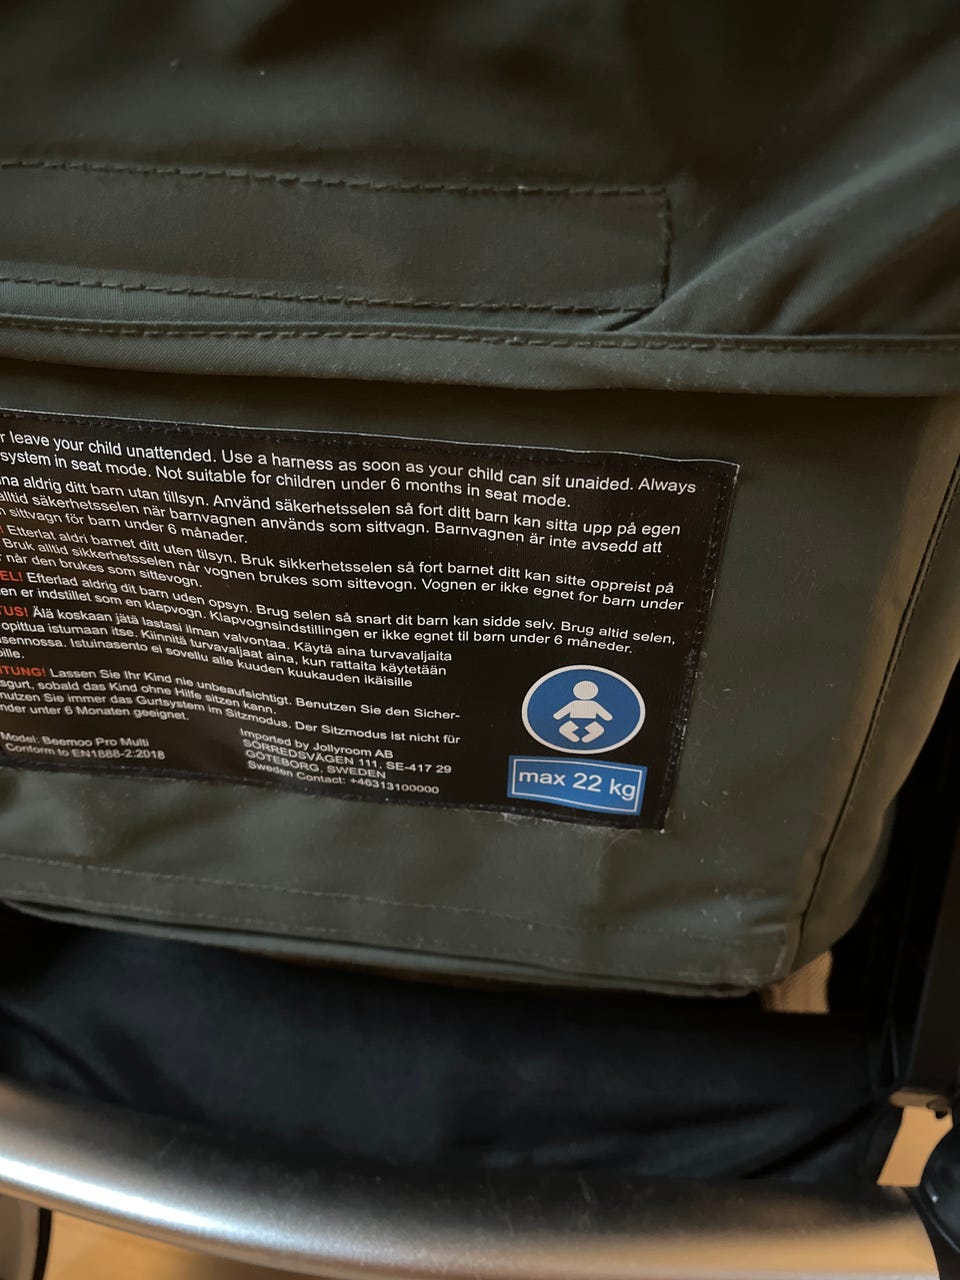 leave your child unattended. Use a harness as soon as your child can sit unaided. Always
system in seat mode. Not suitable for children under 6 months in seat mode.
na aldrig ditt barn utan tillsyn. Använd säkerhetsselen så fort ditt barn kan sitta upp på egen
alltid säkerhetsselen när barnvagnen används som sittvagn. Barnvagnen är inte avsedd att
sittvagn för barn under 6 månader.
Etterlat aldri barnet ditt uten tilsyn. Bruk sikkerhetsselen så fort barnet ditt kan sitte oppreist på
Bruk alltid sikkerhetsselen når vognen brukes som sittevogn. Vognen er ikke egnet for barn under
når den brukes som sittevogn.
EL! Efterlad aldrig dit barn uden opsyn. Brug selen så snart dit barn kan sidde selv. Brug altid selen,
en er indstillet som en klapvogn. Klapvognsindstillingen er ikke egnet til børn under 6 måneder.
TUS! Älä koskaan jätä lastasi ilman valvontaa. Käytä aina turvavaljaita
opittua istumaan itse. Kiinnitä turvavaljaat aina, kun rattaita käytetään
asennossa. Istuinasento ei sovellu alle kuuden kuukauden ikäisille
oille.
HTUNG! Lassen Sie Ihr Kind nie unbeaufsichtigt. Benutzen Sie den Sicher-
sgurt, sobald das Kind ohne Hilfe sitzen kann.
nutzen Sie immer das Gurtsystem im Sitzmodus. Der Sitzmodus ist nicht für
nder unter 6 Monaten geeignet.
Model: Beemoo Pro Multi
Conform to EN1888-2:2018
Imported by Jollyroom AB
SÖRREDSVÄGEN 111, SE-417 29
GÖTEBORG, SWEDEN
Sweden Contact: +46313100000
max 22 kg